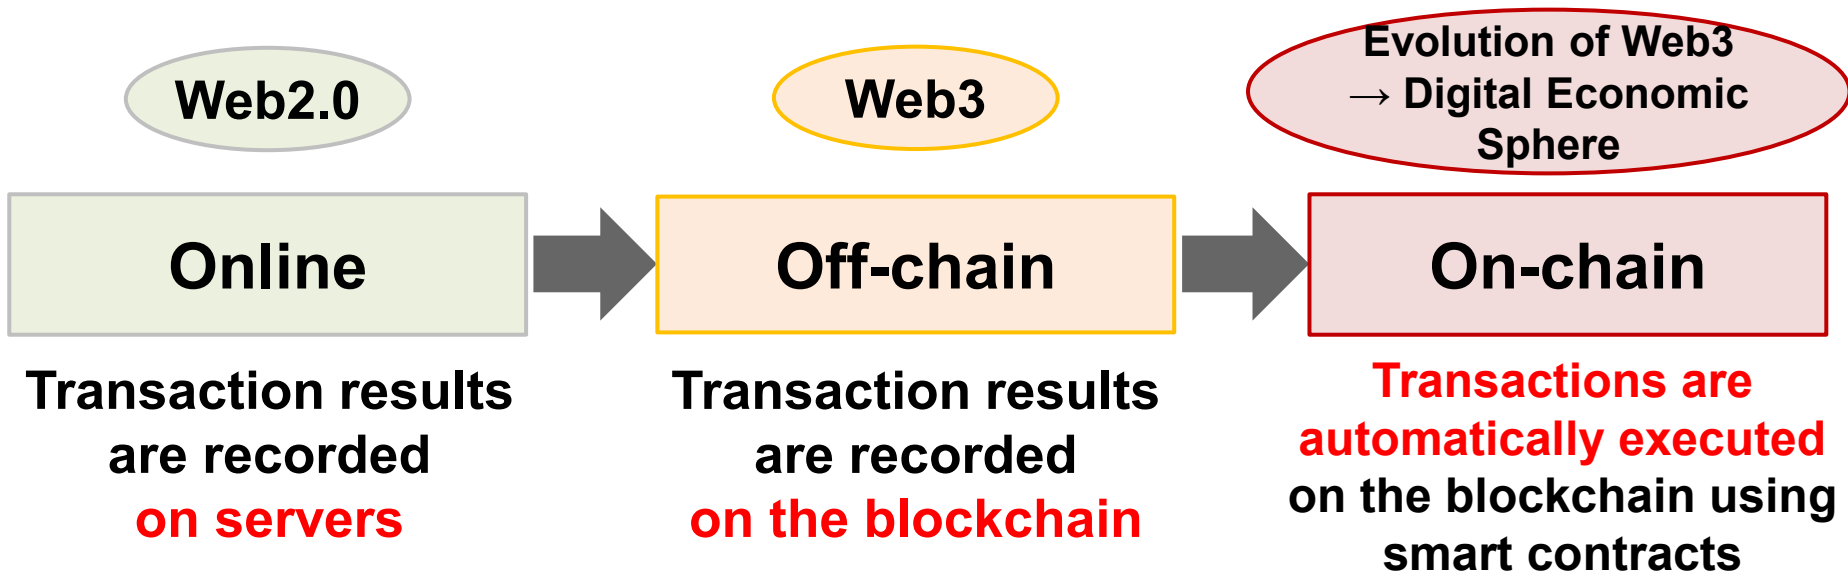 Web2.0
Online
Transaction results
are recorded
on servers
Web3
Off-chain
Transaction results
are recorded
on the blockchain
Evolution of Web3
→ Digital Economic
Sphere
On-chain
Transactions are
automatically executed
on the blockchain using
smart contracts